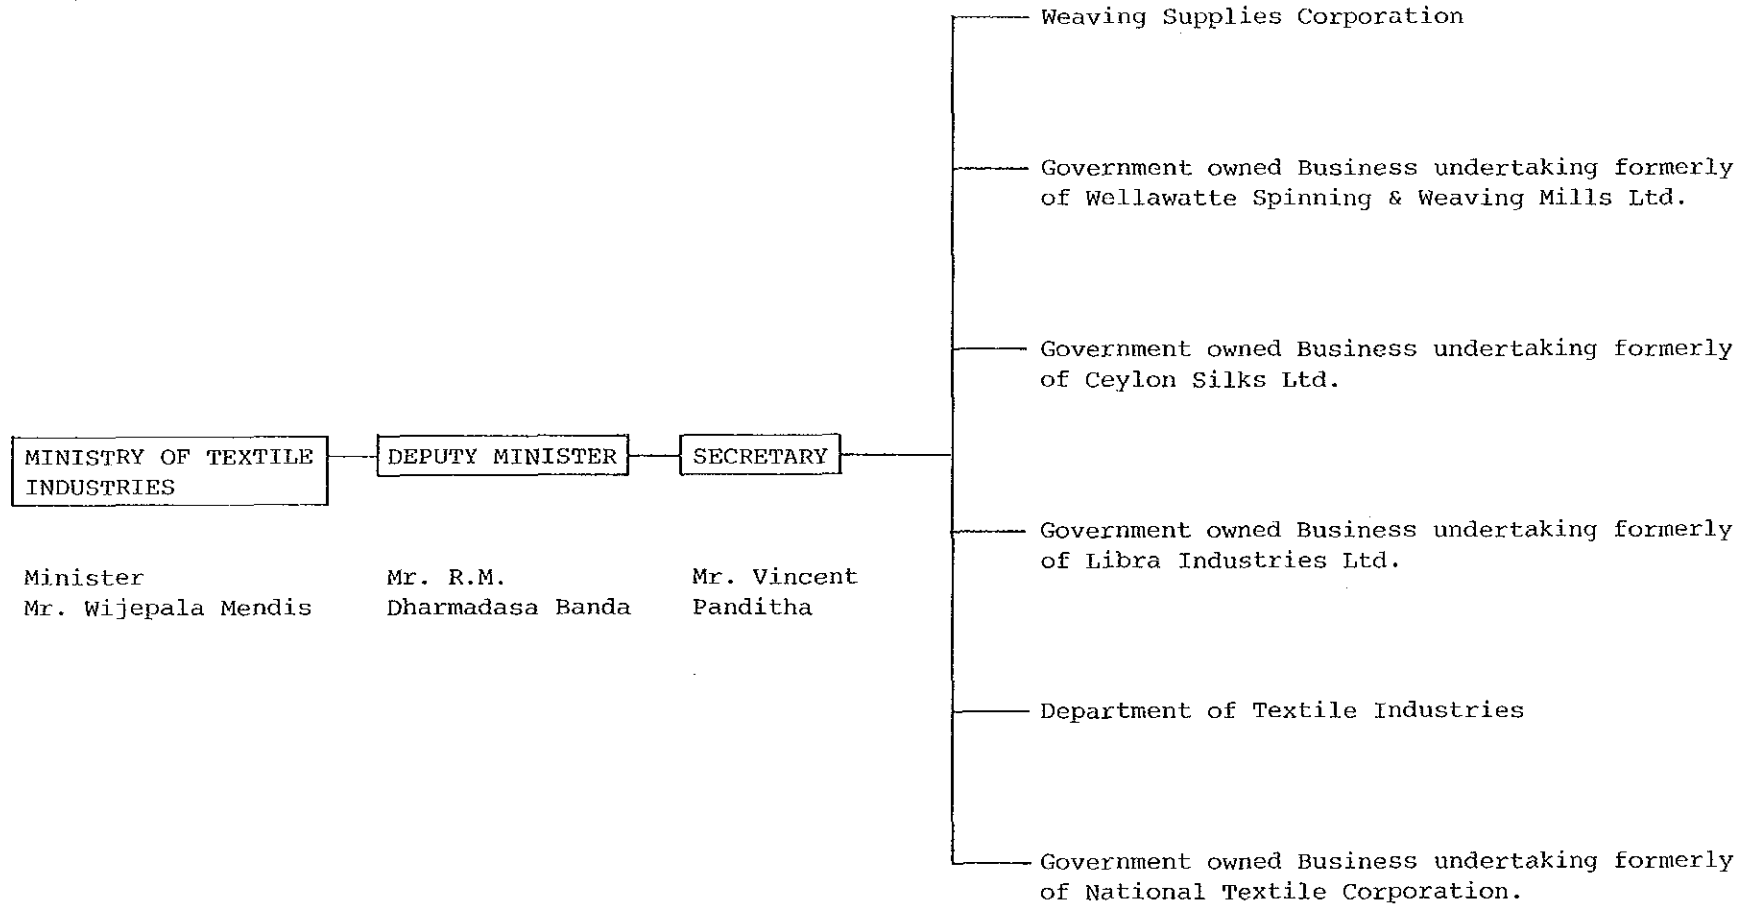 Weaving Supplies Corporation
Government owned Business undertaking formerly
of Wellawatte Spinning & Weaving Mills Ltd.
Government owned Business undertaking formerly
of Ceylon Silks Ltd.
MINISTRY OF TEXTILE
INDUSTRIES
DEPUTY MINISTER
SECRETARY
Minister
Mr. Wijepala Mendis
Mr. R.M.
Dharmadasa Banda
Mr. Vincent
Panditha
Government owned Business undertaking formerly
of Libra Industries Ltd.
Department of Textile Industries
Government owned Business undertaking formerly
of National Textile Corporation.